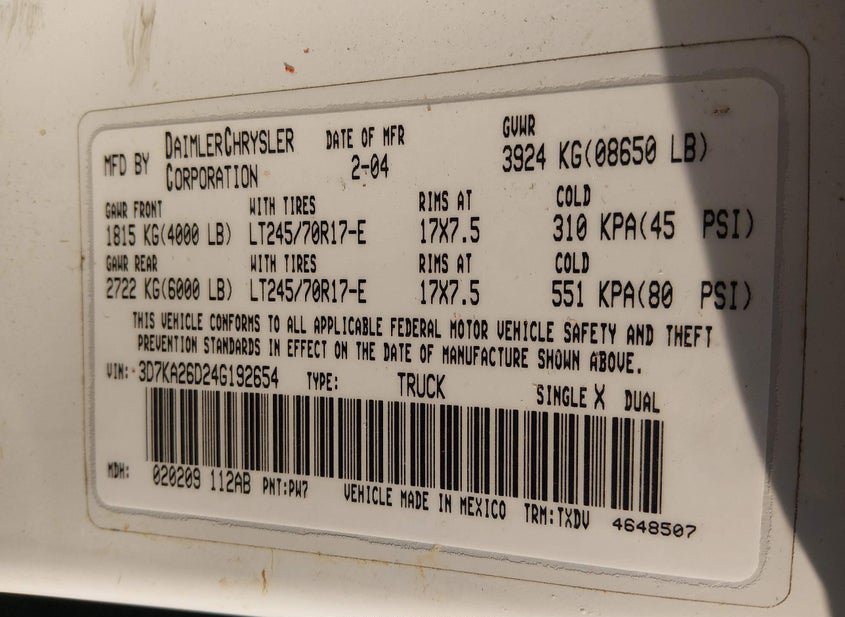 MFD BY DAIMLERCHRYSLER CORPORATION DATE OF MFR 2-04 GVWR 3924 KG(08650 LB)
GAWR FRONT WITH TIRES RIMS AT COLD
1815 KG(4000 LB) LT245/70R17-E 17X7.5 310 KPA(45 PSI)
GAWR REAR WITH TIRES RIMS AT COLD
2722 KG(6000 LB) LT245/70R17-E 17X7.5 551 KPA(80 PSI)
THIS VEHICLE CONFORMS TO ALL APPLICABLE FEDERAL MOTOR VEHICLE SAFETY AND THEFT
PREVENTION STANDARDS IN EFFECT ON THE DATE OF MANUFACTURE SHOWN ABOVE.
VIN:-3D7KA26D24G192654 TYPE: TRUCK SINGLE X DUAL
MDH: 020209 112AB PNT:PW7 VEHICLE MADE IN MEXICO TRM:TXDV 4648507